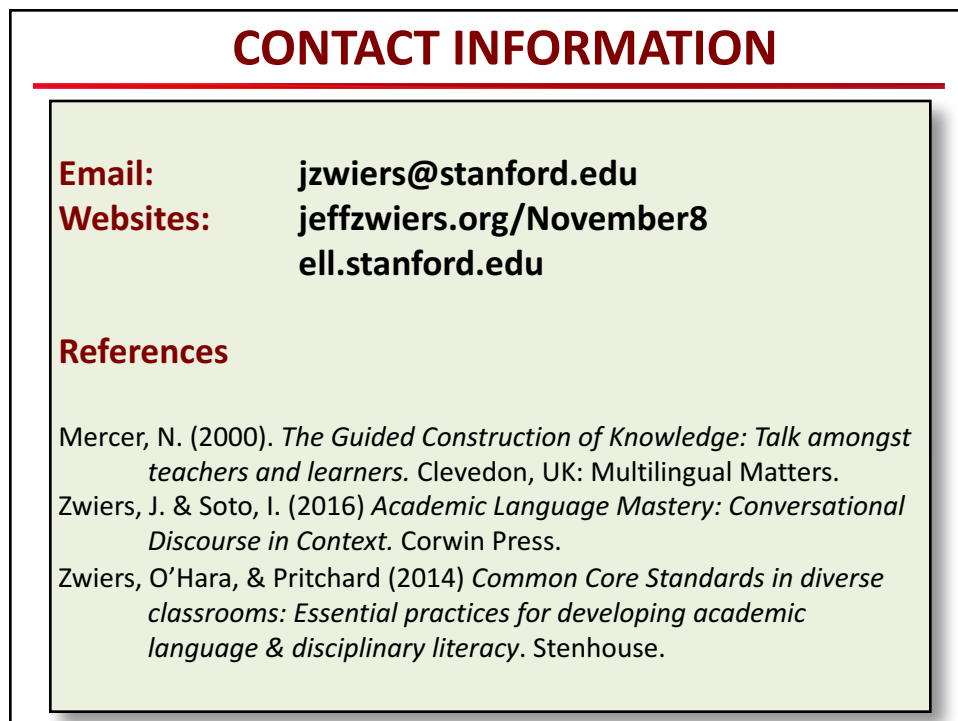 CONTACT INFORMATION
Email: jzwiers@stanford.edu
Websites: jeffzwiers.org/November8
ell.stanford.edu
References
Mercer, N. (2000). The Guided Construction of Knowledge: Talk amongst
teachers and learners. Clevedon, UK: Multilingual Matters.
Zwiers, J. & Soto, I. (2016) Academic Language Mastery: Conversational
Discourse in Context. Corwin Press.
Zwiers, O’Hara, & Pritchard (2014) Common Core Standards in diverse
classrooms: Essential practices for developing academic
language & disciplinary literacy. Stenhouse.